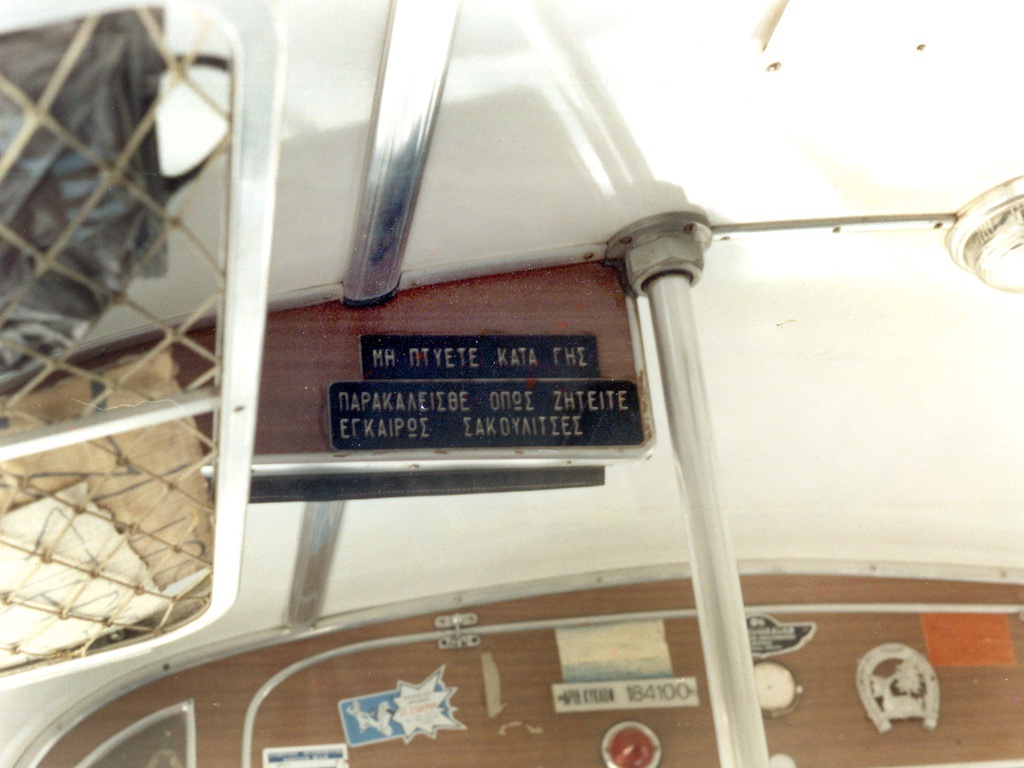 ΜΗ ΠΤΥΕΤΕ ΚΑΤΑ ΓΗΣ
ΠΑΡΑΚΑΛΕΙΣΘΕ ΟΠΩΣ ΖΗΤΕΙΤΕ
ΕΓΚΑΙΡΩΣ ΣΑΚΟΥΛΙΤΣΕΣ
184100